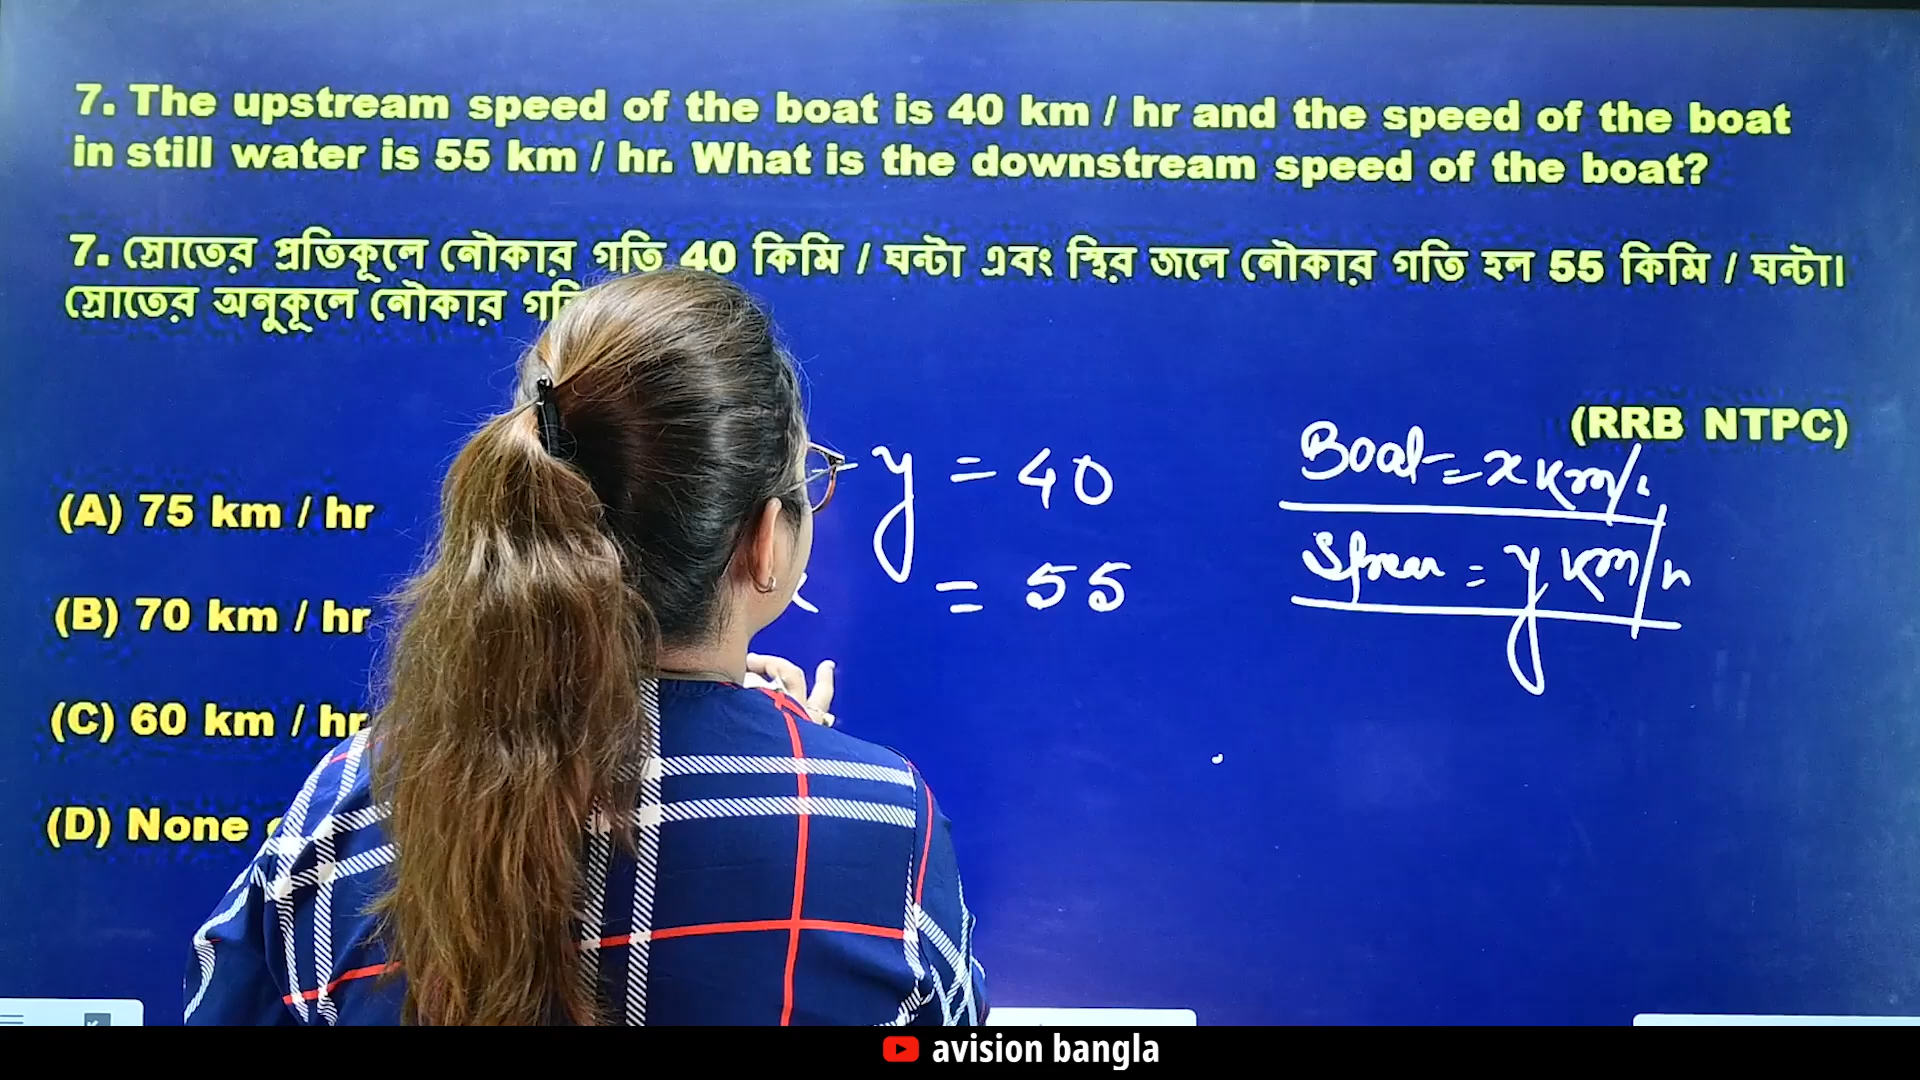 7. The upstream speed of the boat is 40 km / hr and the speed of the boat
in still water is 55 km / hr. What is the downstream speed of the boat?
7. স্রোতের প্রতিকূলে নৌকার গতি 40 কিমি / ঘন্টা এবং স্থির জলে নৌকার গতি হল 55 কিমি / ঘন্টা।
স্রোতের অনুকূলে নৌকার
(RRB NTPC)
(A) 75 km / hr
(B) 70 km / hr
(C) 60 km / hr
(D) None
y = 40
= 55
Boat = x km/
= y km/h
avision bangla